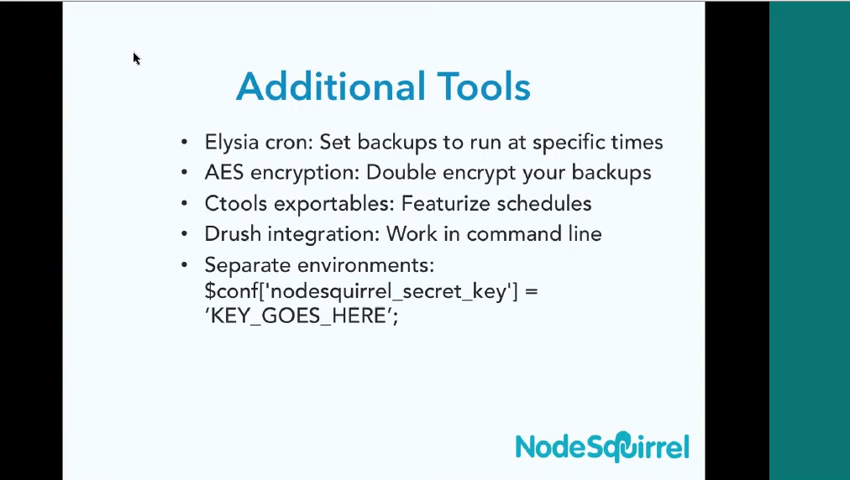 Additional Tools
• Elysia cron: Set backups to run at specific times
• AES encryption: Double encrypt your backups
• Ctools exportables: Featurize schedules
• Drush integration: Work in command line
• Separate environments:
$conf['nodesquirrel_secret_key'] =
’KEY_GOES_HERE’;
NodeSquirrel